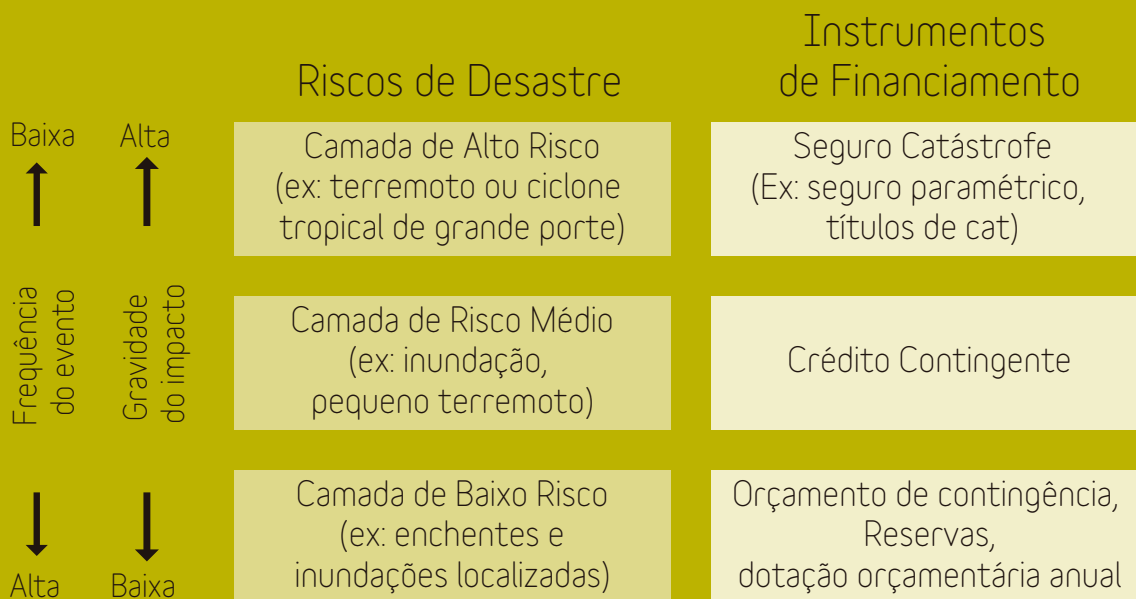 Riscos de Desastre
Instrumentos
de Financiamento
Baixa
Alta
Frequência
do evento
Gravidade
do impacto
Alta
Baixa
Camada de Alto Risco
(ex: terremoto ou ciclone
tropical de grande porte)
Seguro Catástrofe
(Ex: seguro paramétrico,
títulos de cat)
Camada de Risco Médio
(ex: inundação,
pequeno terremoto)
Crédito Contingente
Camada de Baixo Risco
(ex: enchentes e
inundações localizadas)
Orçamento de contingência,
Reservas,
dotação orçamentária anual